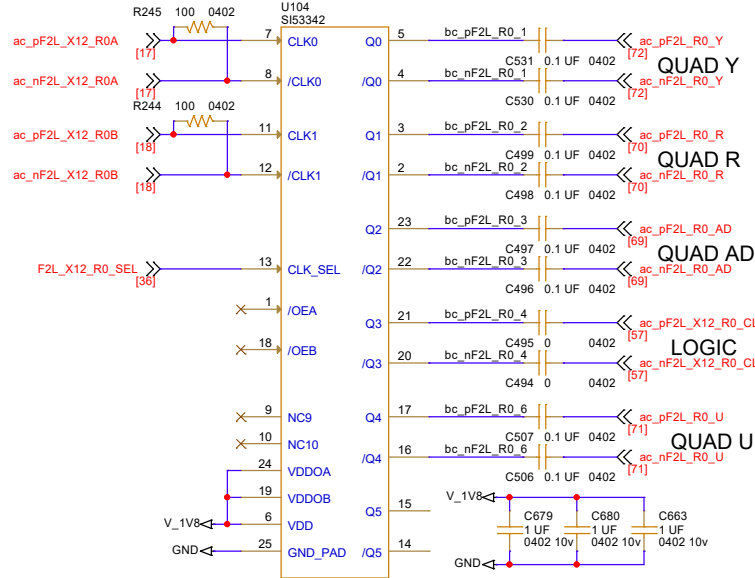 R245 100 0402
U104
SI53342
ac_pF2L_X12_R0A
[17]
7 CLK0
Q0 5
bc_pF2L_R0_1
C531 0.1 UF 0402
ac_pF2L_R0_Y
[72]
QUAD Y
ac_nF2L_X12_R0A
[17]
8 /CLK0
/Q0 4
bc_nF2L_R0_1
C530 0.1 UF 0402
ac_nF2L_R0_Y
[72]
R244 100 0402
ac_pF2L_X12_R0B
[18]
11 CLK1
Q1 3
bc_pF2L_R0_2
C499 0.1 UF 0402
ac_pF2L_R0_R
[70]
QUAD R
ac_nF2L_X12_R0B
[18]
12 /CLK1
/Q1 2
bc_nF2L_R0_2
C498 0.1 UF 0402
ac_nF2L_R0_R
[70]
Q2 23
bc_pF2L_R0_3
C497 0.1 UF 0402
ac_pF2L_R0_AD
[69]
QUAD AD
F2L_X12_R0_SEL
[36]
13 CLK_SEL
/Q2 22
bc_nF2L_R0_3
C496 0.1 UF 0402
ac_nF2L_R0_AD
[69]
1 /OEA
Q3 21
bc_pF2L_R0_4
C495 0 0402
ac_pF2L_X12_R0_CL
[57]
LOGIC
18 /OEB
/Q3 20
bc_nF2L_R0_4
C494 0 0402
ac_nF2L_X12_R0_CL
[57]
9 NC9
Q4 17
bc_pF2L_R0_6
C507 0.1 UF 0402
ac_pF2L_R0_U
[71]
QUAD U
10 NC10
/Q4 16
bc_nF2L_R0_6
C506 0.1 UF 0402
ac_nF2L_R0_U
[71]
24 VDDOA
19 VDDOB
Q5 15
V_1V8
6 VDD
GND
25 GND_PAD
/Q5 14
V_1V8
C679 C680 C663
1 UF 1 UF 1 UF
0402 10v 0402 10v 0402 10v
GND